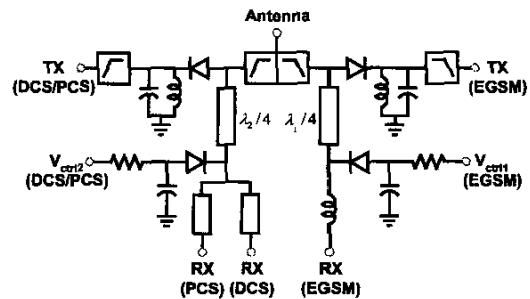 Antenna
TX
(DCS/PCS)
TX
(EGSM)
λ₂/4
λ₁/4
Vctrl2
(DCS/PCS)
Vctrl1
(EGSM)
RX
(PCS)
RX
(DCS)
RX
(EGSM)